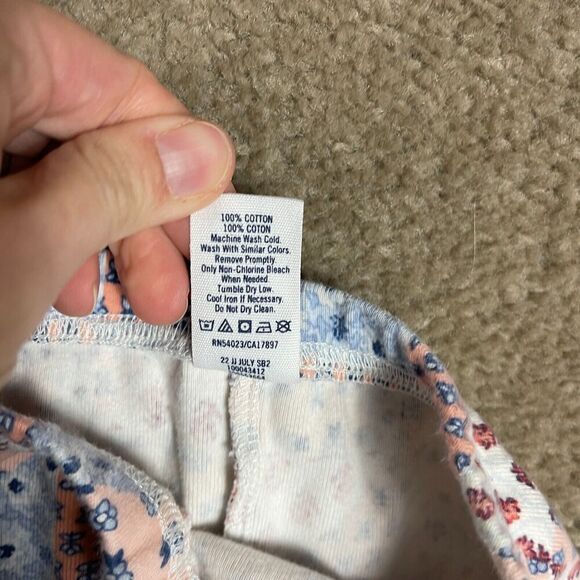 100% COTTON
100% COTON
Machine Wash Cold.
Wash With Similar Colors.
Remove Promptly.
Only Non-Chlorine Bleach
When Needed.
Tumble Dry Low.
Cool Iron If Necessary.
Do Not Dry Clean.
RN54023/CA17897
22 JJ JULY SB2
100043412